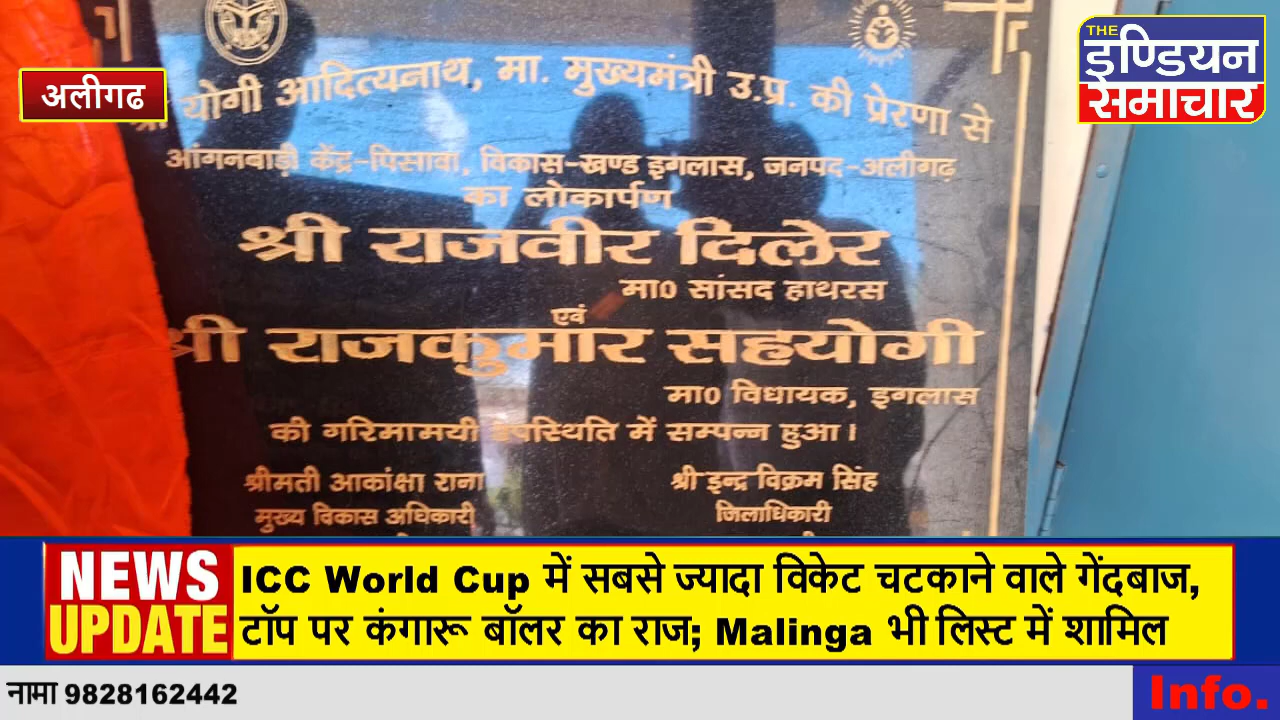 THE
इण्डियन
समाचार
अलीगढ
श्री योगी आदित्यनाथ, मा. मुख्यमंत्री उ.प्र. की प्रेरणा से
आंगनबाड़ी केंद्र-पिसावा, विकास-खण्ड इगलास, जनपद-अलीगढ़
का लोकार्पण
श्री राजवीर दिलेर
मा0 सांसद हाथरस
एवं
श्री राजकुमार सहयोगी
मा0 विधायक, इगलास
की गरिमामयी उपस्थिति में सम्पन्न हुआ।
श्रीमती आकांक्षा राना श्री इन्द्र विक्रम सिंह
मुख्य विकास अधिकारी जिलाधिकारी
NEWS
UPDATE
ICC World Cup में सबसे ज्यादा विकेट चटकाने वाले गेंदबाज,
टॉप पर कंगारू बॉलर का राज; Malinga भी लिस्ट में शामिल
नामा 9828162442
Info.